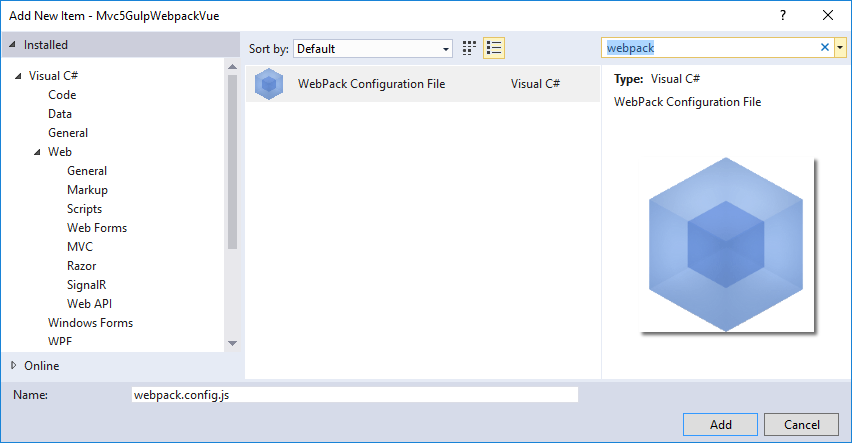 Add New Item - Mvc5GulpWebpackVue
Installed
Sort by: Default
webpack
Visual C#
Code
Data
General
Web
General
Markup
Scripts
Web Forms
MVC
Razor
SignalR
Web API
Windows Forms
WPF
Online
WebPack Configuration File Visual C#
Type: Visual C#
WebPack Configuration File
Name: webpack.config.js
Add Cancel